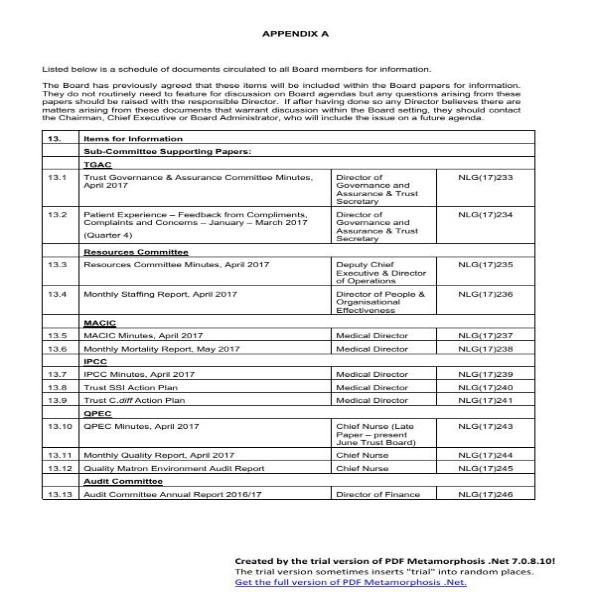 APPENDIX A
Listed below is a schedule of documents circulated to all Board members for information.
The Board has previously agreed that these items will be included within the Board papers for information.
They do not routinely need to feature for discussion on Board agendas but any questions arising from these
papers should be raised with the responsible Director. If after having done so any Director believes there are
matters arising from these documents that warrant discussion within the Board setting, they should contact
the Chairman, Chief Executive or Board Administrator, who will include the issue on a future agenda.
13. Items for Information
Sub-Committee Supporting Papers:
TGAC
13.1 Trust Governance & Assurance Committee Minutes, Director of NLG(17)233
April 2017 Governance and
Assurance & Trust
Secretary
13.2 Patient Experience – Feedback from Compliments, Director of NLG(17)234
Complaints and Concerns – January – March 2017 Governance and
(Quarter 4) Assurance & Trust
Secretary
Resources Committee
13.3 Resources Committee Minutes, April 2017 Deputy Chief NLG(17)235
Executive & Director
of Operations
13.4 Monthly Staffing Report, April 2017 Director of People & NLG(17)236
Organisational
Effectiveness
MACIC
13.5 MACIC Minutes, April 2017 Medical Director NLG(17)237
13.6 Monthly Mortality Report, May 2017 Medical Director NLG(17)238
IPCC
13.7 IPCC Minutes, April 2017 Medical Director NLG(17)239
13.8 Trust SSI Action Plan Medical Director NLG(17)240
13.9 Trust C.diff Action Plan Medical Director NLG(17)241
QPEC
13.10 QPEC Minutes, April 2017 Chief Nurse (Late NLG(17)243
Paper – present
June Trust Board)
13.11 Monthly Quality Report, April 2017 Chief Nurse NLG(17)244
13.12 Quality Matron Environment Audit Report Chief Nurse NLG(17)245
Audit Committee
13.13 Audit Committee Annual Report 2016/17 Director of Finance NLG(17)246
Created by the trial version of PDF Metamorphosis .Net 7.0.8.10!
The trial version sometimes inserts "trial" into random places.
Get the full version of PDF Metamorphosis .Net.